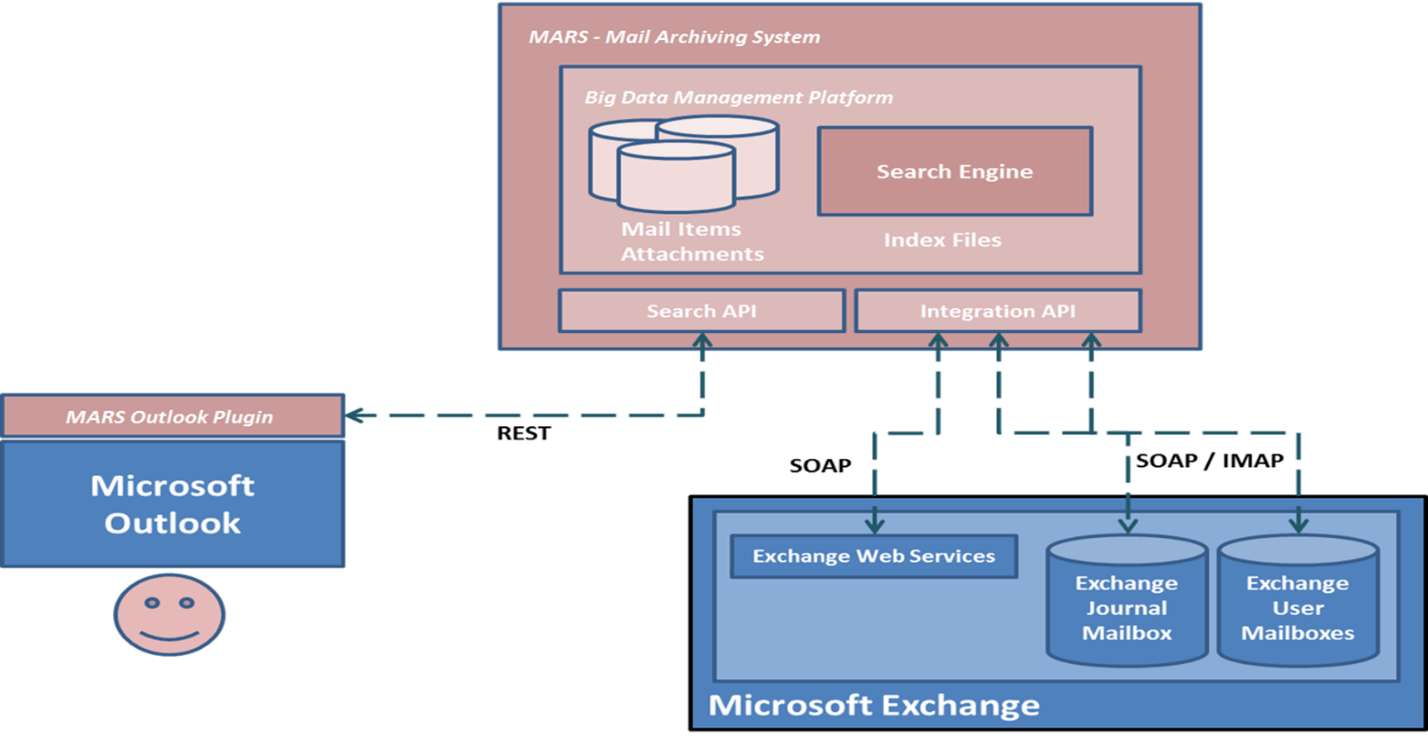 MARS - Mail Archiving System
Big Data Management Platform
Search Engine
Mail Items
Attachments
Index Files
Search API
Integration API
MARS Outlook Plugin
REST
Microsoft
Outlook
SOAP
SOAP / IMAP
Exchange Web Services
Exchange
Journal
Mailbox
Exchange
User
Mailboxes
Microsoft Exchange